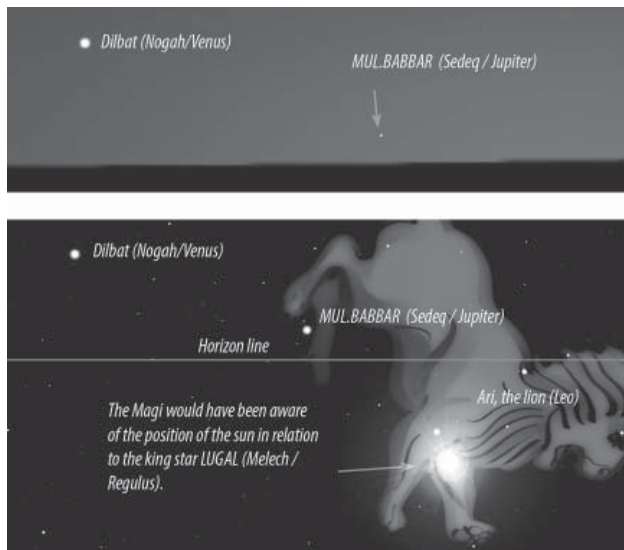 Dilbat (Nogah/Venus)
MUL.BABBAR (Sedeq / Jupiter)
Dilbat (Nogah/Venus)
MUL.BABBAR (Sedeq / Jupiter)
Horizon line
Ari, the lion (Leo)
The Magi would have been aware
of the position of the sun in relation
to the king star LUGAL (Melech /
Regulus).